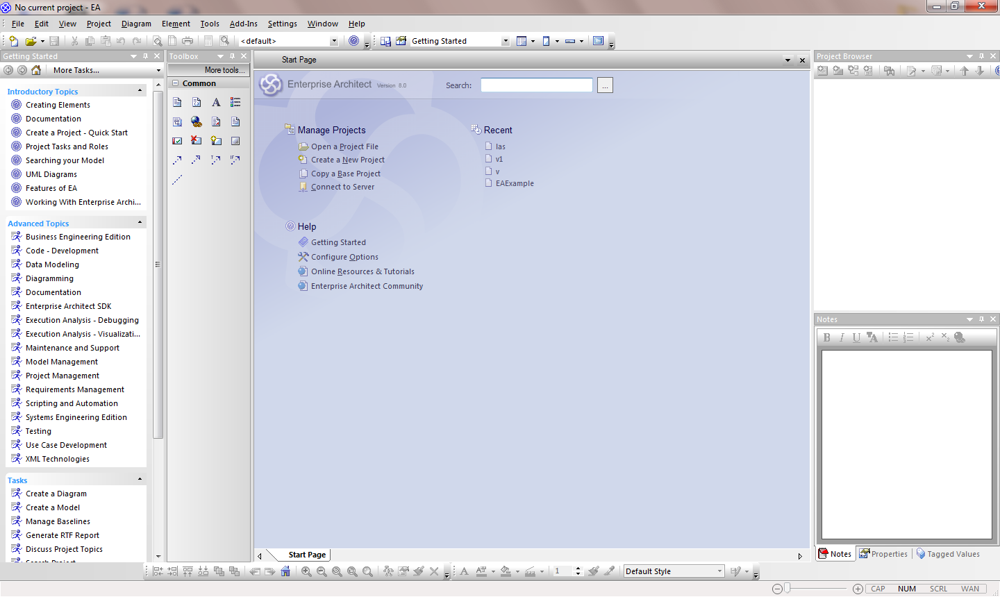 No current project - EA
File Edit View Project Diagram Element Tools Add-Ins Settings Window Help
<default>
Getting Started
Getting Started
More Tasks...
Introductory Topics
Creating Elements
Documentation
Create a Project - Quick Start
Project Tasks and Roles
Searching your Model
UML Diagrams
Features of EA
Working With Enterprise Archi...
Advanced Topics
Business Engineering Edition
Code - Development
Data Modeling
Diagramming
Documentation
Enterprise Architect SDK
Execution Analysis - Debugging
Execution Analysis - Visualizati...
Maintenance and Support
Model Management
Project Management
Requirements Management
Scripting and Automation
Systems Engineering Edition
Testing
Use Case Development
XML Technologies
Tasks
Create a Diagram
Create a Model
Manage Baselines
Generate RTF Report
Discuss Project Topics
Search Project
Toolbox
More tools...
Common
Start Page
Enterprise Architect Version 8.0
Search:
...
Manage Projects
Open a Project File
Create a New Project
Copy a Base Project
Connect to Server
Recent
las
v1
v
EAExample
Help
Getting Started
Configure Options
Online Resources & Tutorials
Enterprise Architect Community
Start Page
1
Default Style
Project Browser
Notes
B I U
Notes Properties Tagged Values
CAP NUM SCRL WAN